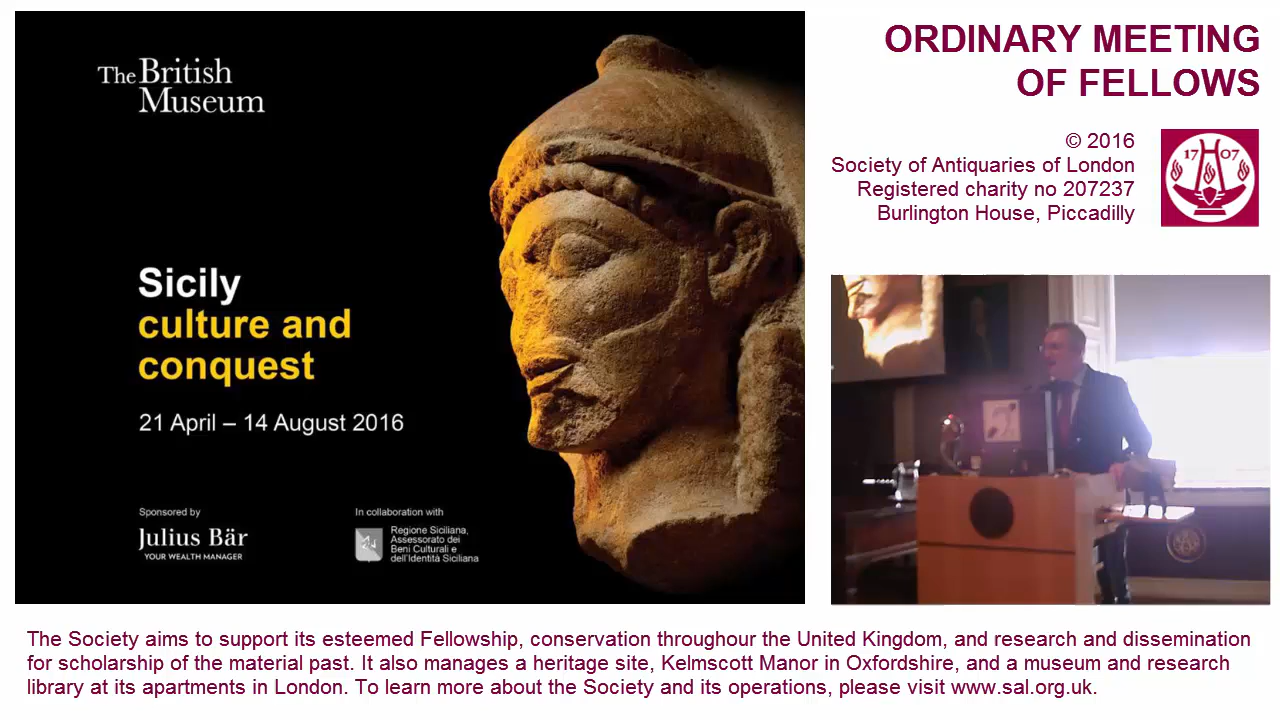 The British
Museum
Sicily
culture and
conquest
21 April – 14 August 2016
Sponsored by
Julius Bär
YOUR WEALTH MANAGER
In collaboration with
Regione Siciliana,
Assessorato dei
Beni Culturali e
dell'Identità Siciliana
ORDINARY MEETING
OF FELLOWS
© 2016
Society of Antiquaries of London
Registered charity no 207237
Burlington House, Piccadilly
17 07
The Society aims to support its esteemed Fellowship, conservation throughour the United Kingdom, and research and dissemination
for scholarship of the material past. It also manages a heritage site, Kelmscott Manor in Oxfordshire, and a museum and research
library at its apartments in London. To learn more about the Society and its operations, please visit www.sal.org.uk.